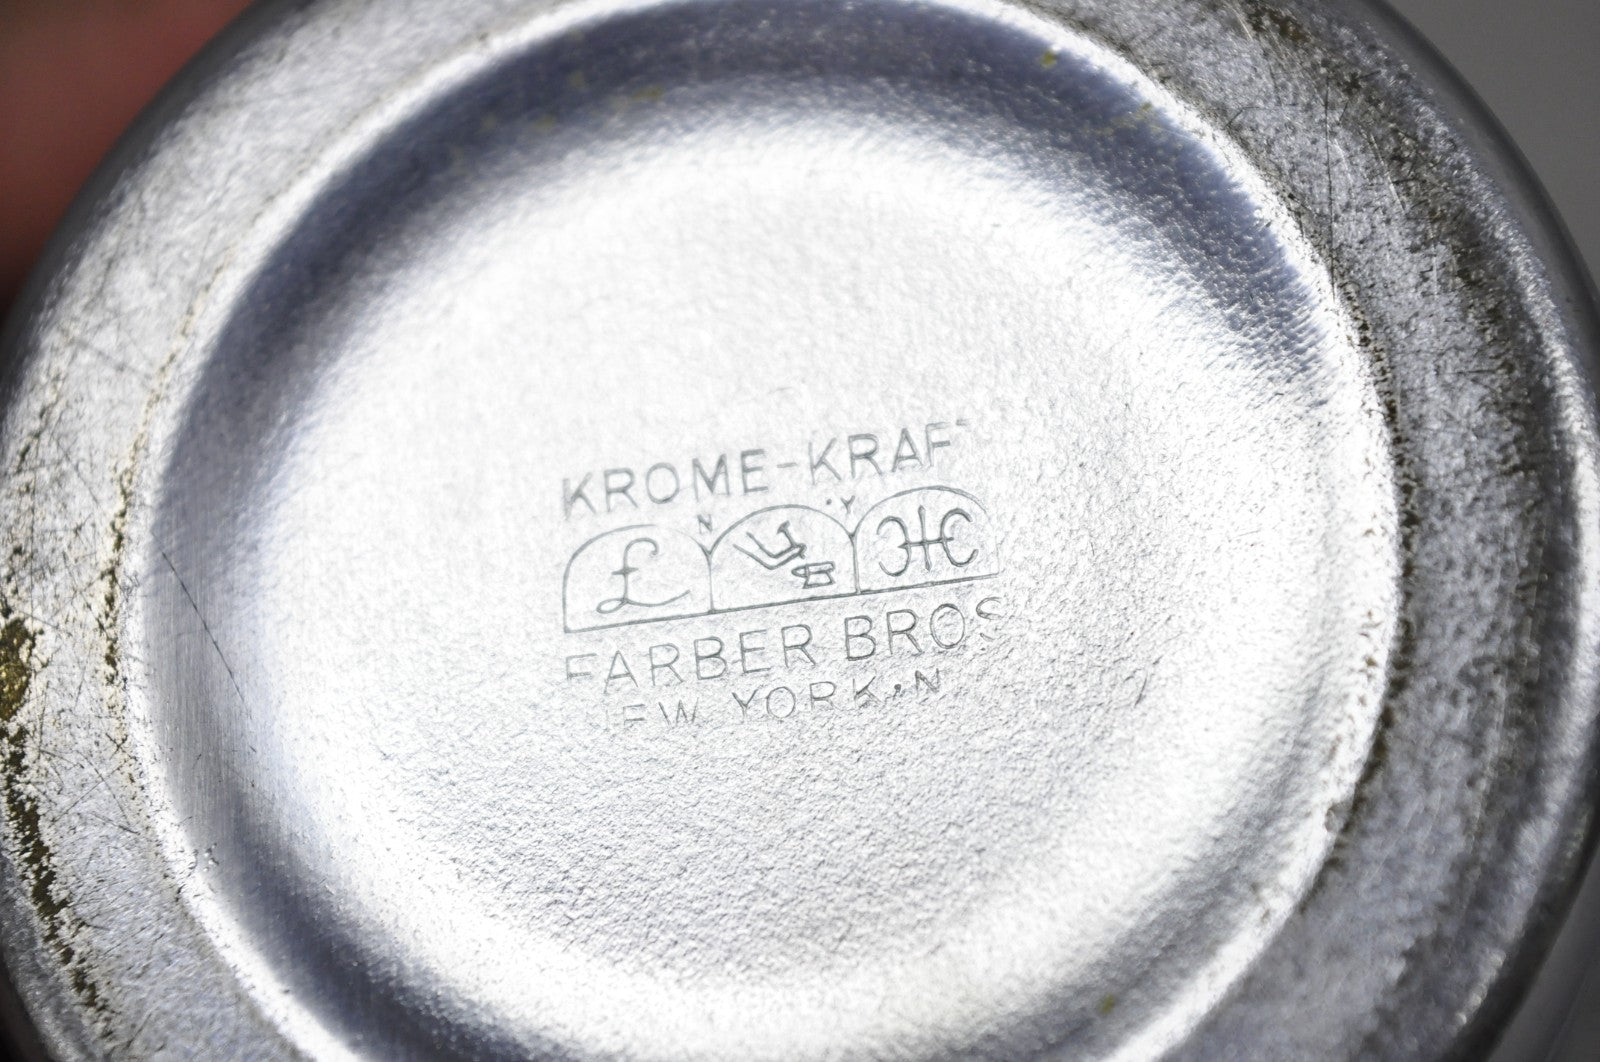 KROME-KRAFT
N.Y
FARBER BROS
NEW YORK, N